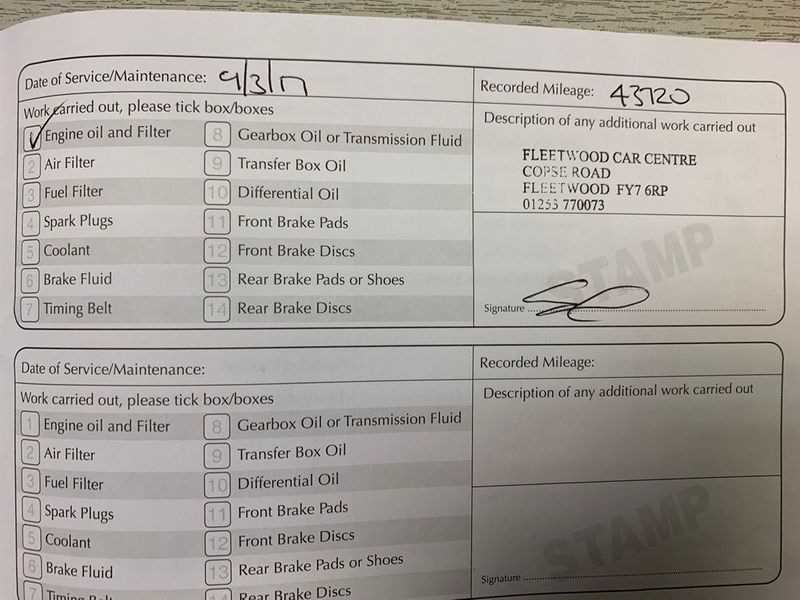 Date of Service/Maintenance: 9/3/17
Recorded Mileage: 43720
Work carried out, please tick box/boxes
Description of any additional work carried out
Engine oil and Filter
8 Gearbox Oil or Transmission Fluid
2 Air Filter
9 Transfer Box Oil
3 Fuel Filter
10 Differential Oil
4 Spark Plugs
11 Front Brake Pads
5 Coolant
12 Front Brake Discs
6 Brake Fluid
13 Rear Brake Pads or Shoes
7 Timing Belt
14 Rear Brake Discs
FLEETWOOD CAR CENTRE
COPSE ROAD
FLEETWOOD FY7 6RP
01253 770073
STAMP
Signature
Date of Service/Maintenance:
Recorded Mileage:
Work carried out, please tick box/boxes
Description of any additional work carried out
1 Engine oil and Filter
8 Gearbox Oil or Transmission Fluid
2 Air Filter
9 Transfer Box Oil
3 Fuel Filter
10 Differential Oil
4 Spark Plugs
11 Front Brake Pads
5 Coolant
12 Front Brake Discs
6 Brake Fluid
13 Rear Brake Pads or Shoes
7 Timing Belt
14 Rear Brake Discs
STAMP
Signature